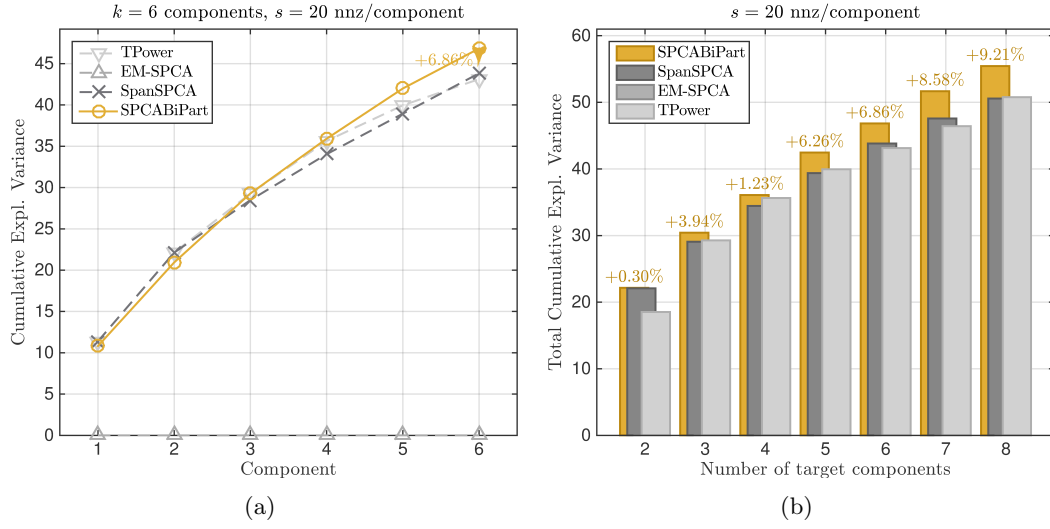 k = 6 components, s = 20 nnz/component
Cumulative Expl. Variance
45
40
35
30
25
20
15
10
5
0
TPower
EM-SPCA
SpanSPCA
SPCABiPart
+6.86%
1 2 3 4 5 6
Component
(a)
s = 20 nnz/component
Total Cumulative Expl. Variance
60
50
40
30
20
10
0
SPCABiPart
SpanSPCA
EM-SPCA
TPower
+0.30%
+3.94%
+1.23%
+6.26%
+6.86%
+8.58%
+9.21%
2 3 4 5 6 7 8
Number of target components
(b)